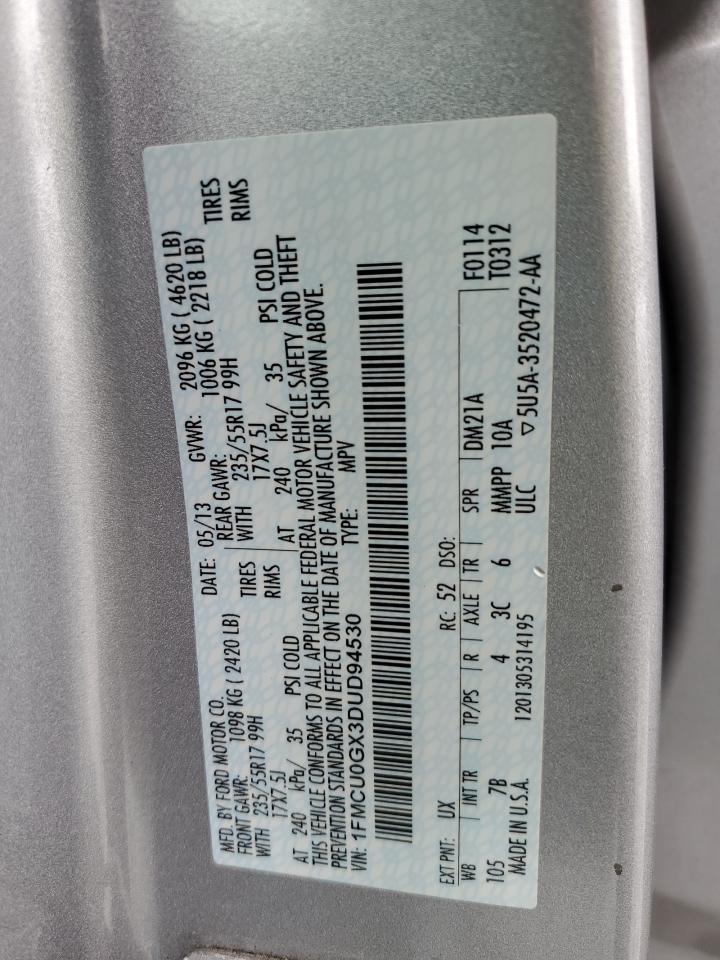 MFD. BY FORD MOTOR CO.
DATE: 05/13 GVWR: 2096 KG ( 4620 LB)
FRONT GAWR: 1098 KG ( 2420 LB) REAR GAWR: 1006 KG ( 2218 LB)
WITH 235/55R17 99H TIRES WITH 235/55R17 99H TIRES
17X7.5J RIMS 17X7.5J RIMS
AT 240 kPa/ 35 PSI COLD AT 240 kPa/ 35 PSI COLD
THIS VEHICLE CONFORMS TO ALL APPLICABLE FEDERAL MOTOR VEHICLE SAFETY AND THEFT
PREVENTION STANDARDS IN EFFECT ON THE DATE OF MANUFACTURE SHOWN ABOVE.
VIN: 1FMCU0GX3DUD94530 TYPE: MPV
EXT PNT: UX RC: 52 DSO:
WB INT TR TP/PS R AXLE TR SPR DM21A F0114
105 7B 4 3C 6 MMPP 10A T0312
MADE IN U.S.A. 1201305314195 ULC ▽5U5A-3520472-AA